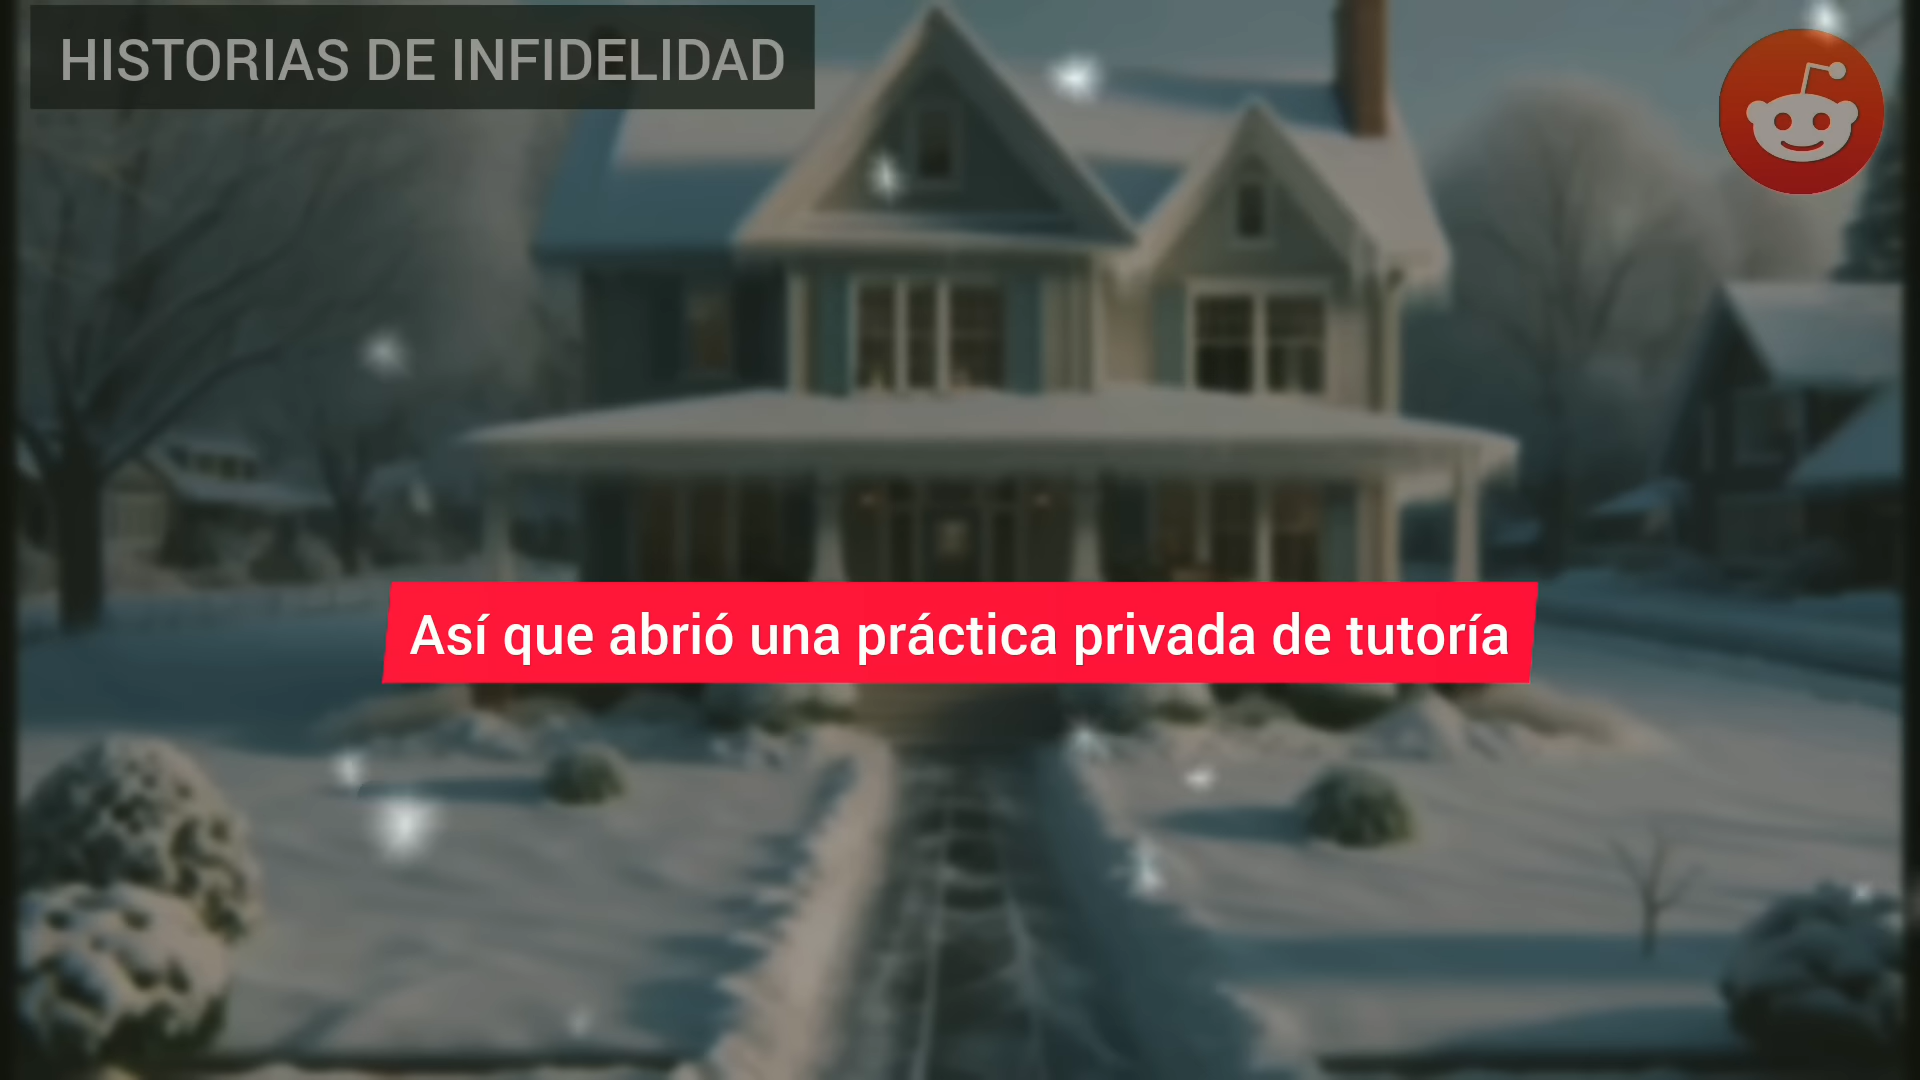 HISTORIAS DE INFIDELIDAD
Así que abrió una práctica privada de tutoría